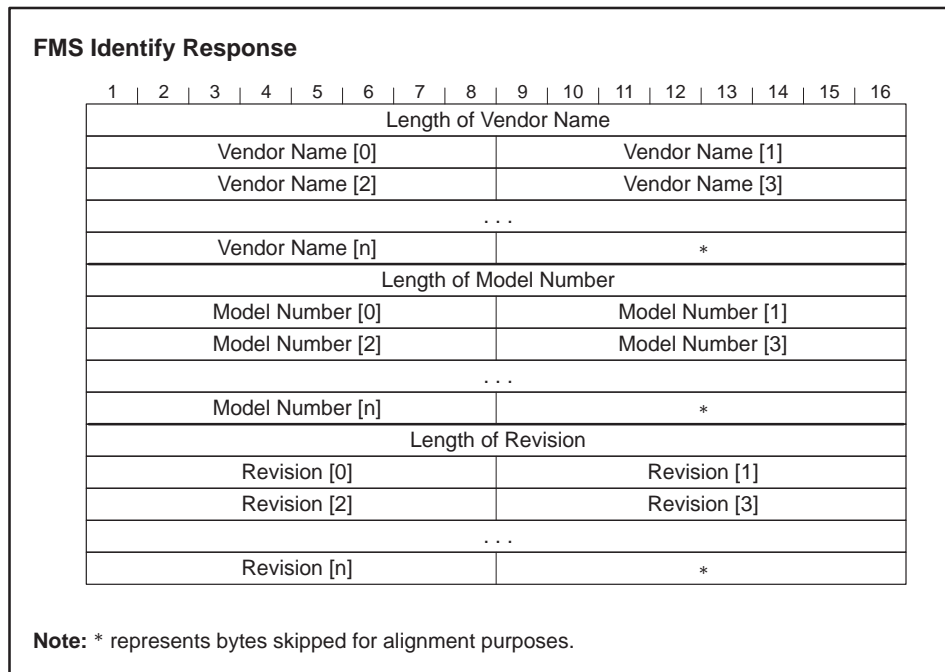 FMS Identify Response
1 2 3 4 5 6 7 8 9 10 11 12 13 14 15 16
Length of Vendor Name
Vendor Name [0] Vendor Name [1]
Vendor Name [2] Vendor Name [3]
. . .
Vendor Name [n] *
Length of Model Number
Model Number [0] Model Number [1]
Model Number [2] Model Number [3]
. . .
Model Number [n] *
Length of Revision
Revision [0] Revision [1]
Revision [2] Revision [3]
. . .
Revision [n] *
Note: * represents bytes skipped for alignment purposes.